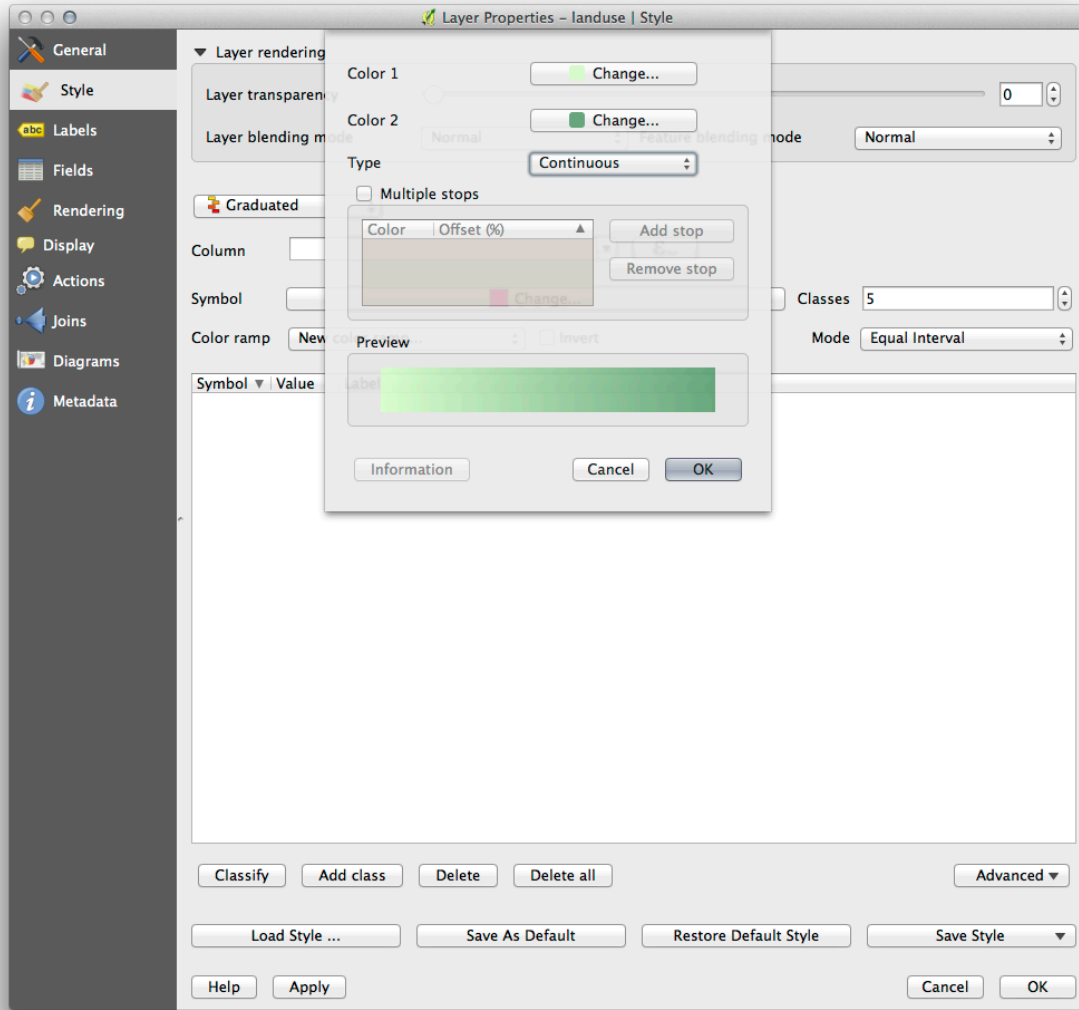 Layer Properties - landuse | Style
General
Style
abc Labels
Fields
Rendering
Display
Actions
Joins
Diagrams
i Metadata
Layer rendering
Layer transparency 0
Layer blending mode Normal Feature blending mode Normal
Graduated
Column
Symbol Change... Classes 5
Color ramp New color ramp... Invert Mode Equal Interval
Symbol Value Label
Color 1 Change...
Color 2 Change...
Type Continuous
Multiple stops
Color Offset (%) Add stop
Remove stop
Preview
Information Cancel OK
Classify Add class Delete Delete all Advanced
Load Style ... Save As Default Restore Default Style Save Style
Help Apply Cancel OK